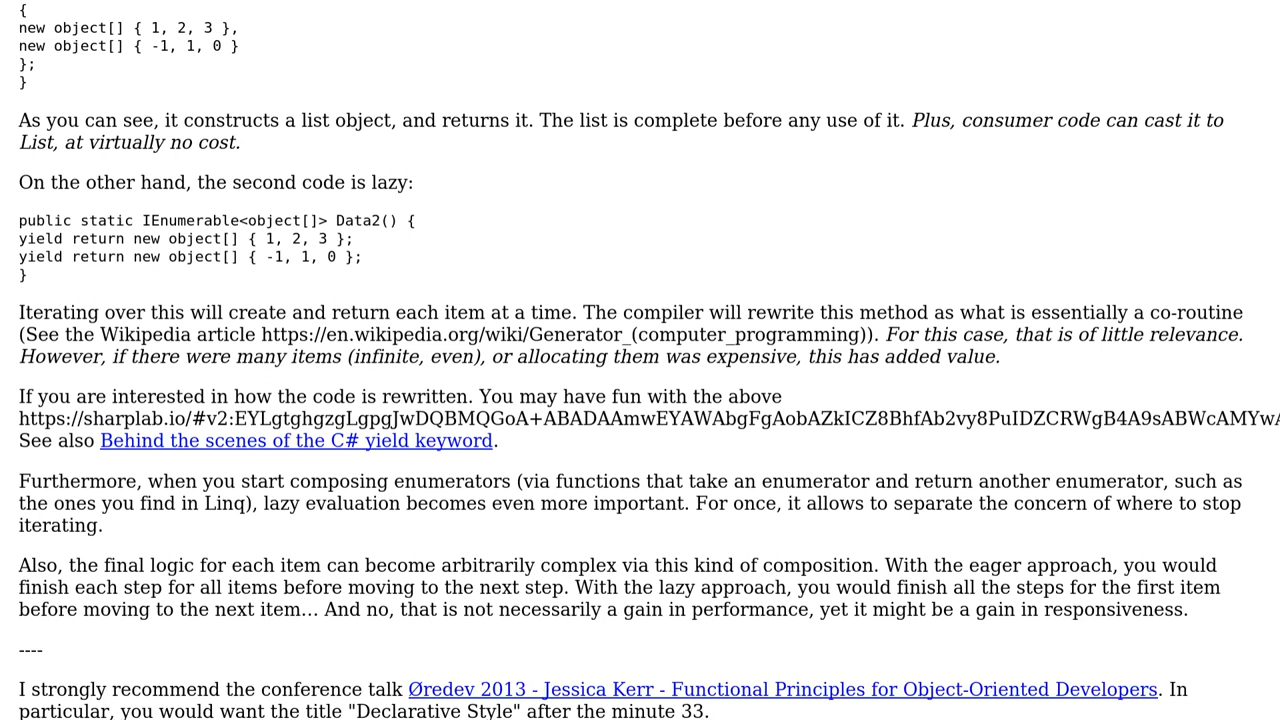 {
new object[] { 1, 2, 3 },
new object[] { -1, 1, 0 }
};
}
As you can see, it constructs a list object, and returns it. The list is complete before any use of it. Plus, consumer code can cast it to
List, at virtually no cost.
On the other hand, the second code is lazy:
public static IEnumerable<object[]> Data2() {
yield return new object[] { 1, 2, 3 };
yield return new object[] { -1, 1, 0 };
}
Iterating over this will create and return each item at a time. The compiler will rewrite this method as what is essentially a co-routine
(See the Wikipedia article https://en.wikipedia.org/wiki/Generator_(computer_programming)). For this case, that is of little relevance.
However, if there were many items (infinite, even), or allocating them was expensive, this has added value.
If you are interested in how the code is rewritten. You may have fun with the above
https://sharplab.io/#v2:EYLgtghgzgLgpgJwDQBMQGoA+ABADAAmwEYAWAbgFgAobAZkICZ8BhfAb2vy8PuIDZCRWgB4A9sABWcAMYwA
See also Behind the scenes of the C# yield keyword.
Furthermore, when you start composing enumerators (via functions that take an enumerator and return another enumerator, such as
the ones you find in Linq), lazy evaluation becomes even more important. For once, it allows to separate the concern of where to stop
iterating.
Also, the final logic for each item can become arbitrarily complex via this kind of composition. With the eager approach, you would
finish each step for all items before moving to the next step. With the lazy approach, you would finish all the steps for the first item
before moving to the next item… And no, that is not necessarily a gain in performance, yet it might be a gain in responsiveness.
----
I strongly recommend the conference talk Øredev 2013 - Jessica Kerr - Functional Principles for Object-Oriented Developers. In
particular, you would want the title "Declarative Style" after the minute 33.